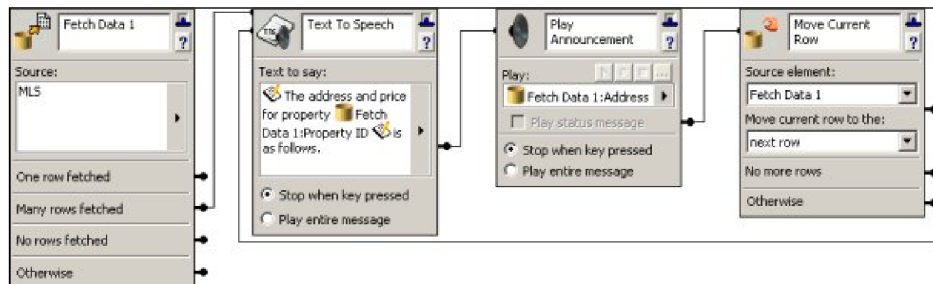 Fetch Data 1
?
Source:
MLS
One row fetched
Many rows fetched
No rows fetched
Otherwise
TTS
Text To Speech
?
Text to say:
The address and price
for property Fetch
Data 1:Property ID is
as follows.
Stop when key pressed
Play entire message
Play
Announcement
?
Play:
...
Fetch Data 1:Address
Play status message
Stop when key pressed
Play entire message
Move Current
Row
?
Source element:
Fetch Data 1
Move current row to the:
next row
No more rows
Otherwise